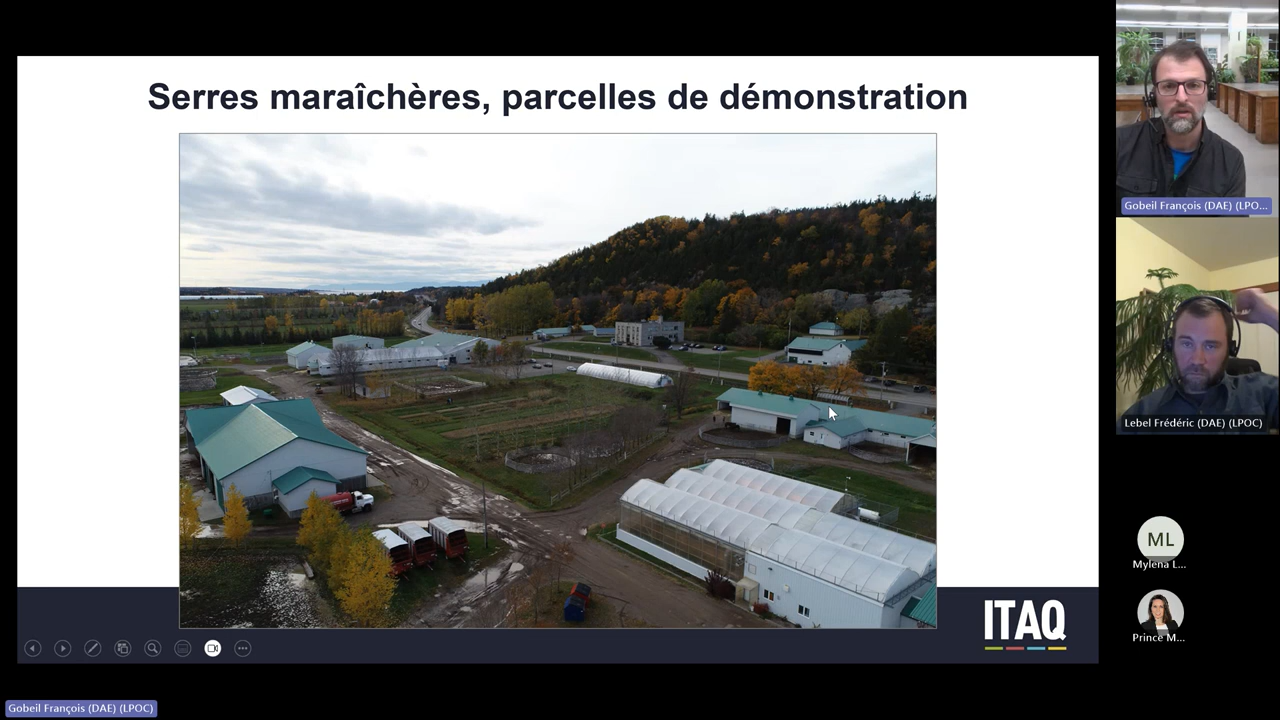 Serres maraîchères, parcelles de démonstration
ITAQ
Gobeil François (DAE) (LPO...
Lebel Frédéric (DAE) (LPOC)
ML
Mylena L...
Prince M...
Gobeil François (DAE) (LPOC)